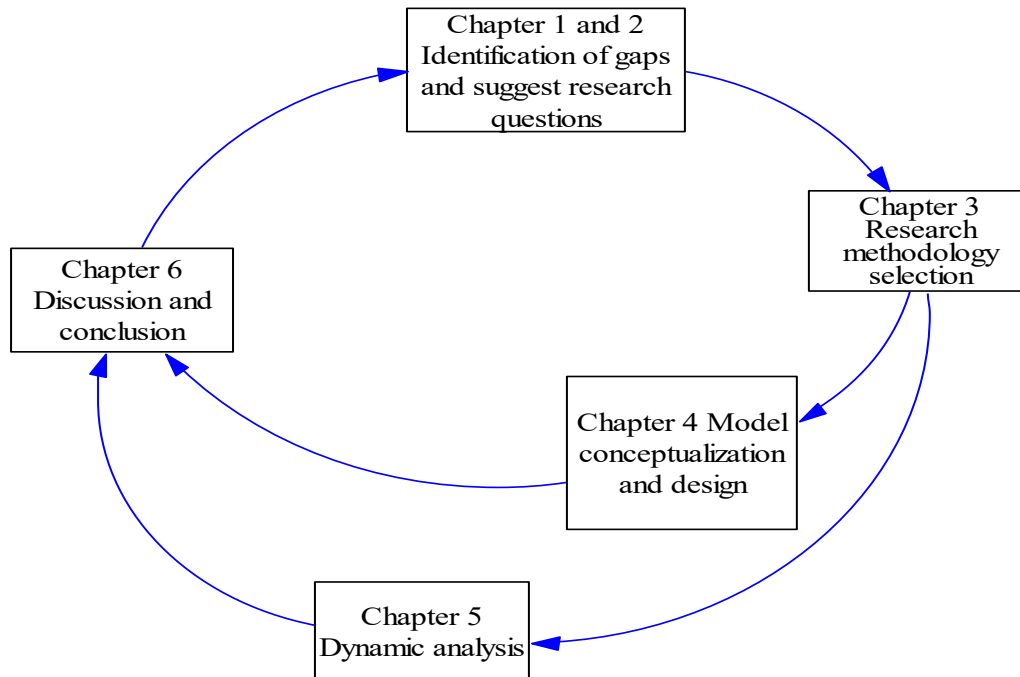 Chapter 1 and 2
Identification of gaps
and suggest research
questions
Chapter 3
Research
methodology
selection
Chapter 6
Discussion and
conclusion
Chapter 4 Model
conceptualization
and design
Chapter 5
Dynamic analysis